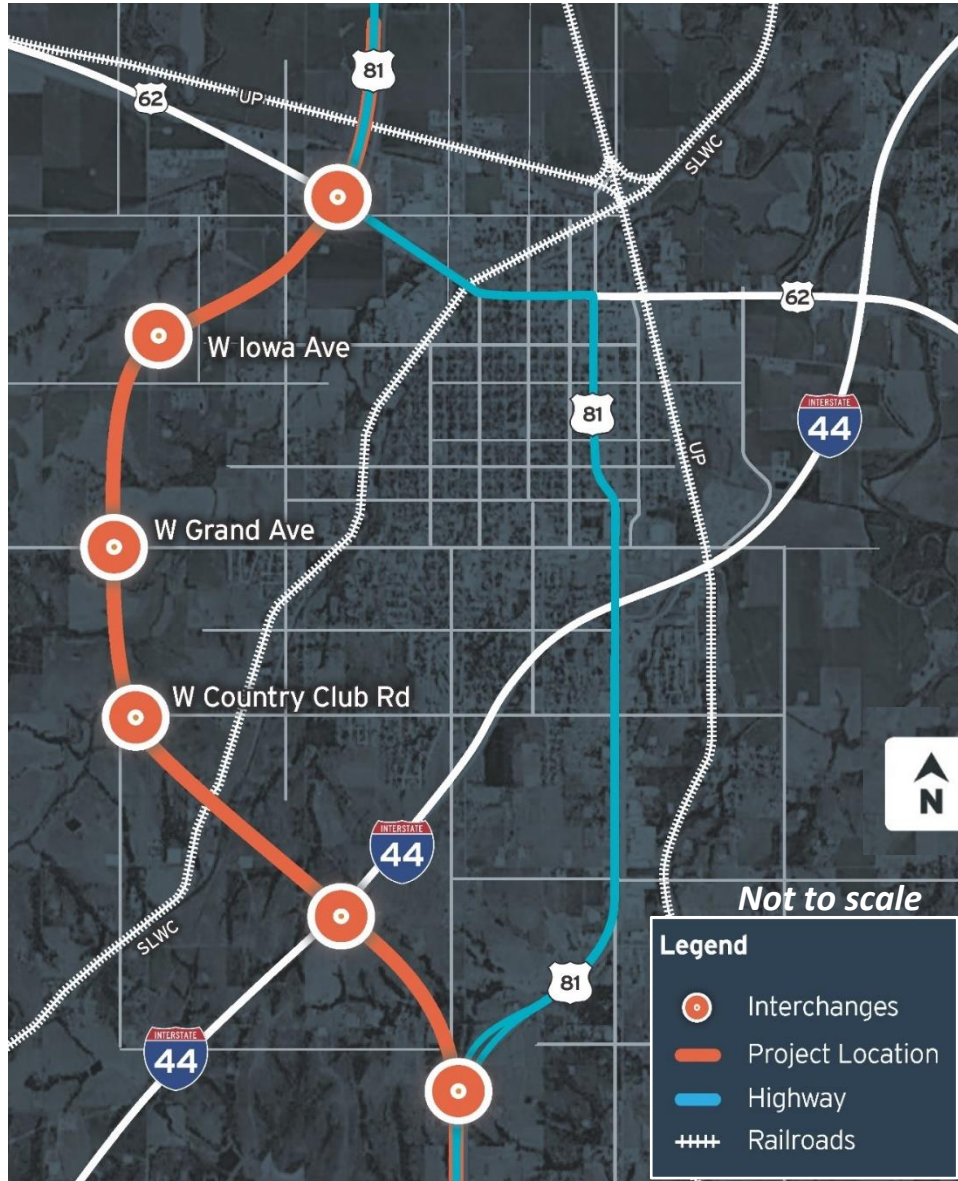 81
62
UP
SLWC
62
W Iowa Ave
INTERSTATE
44
81
UP
W Grand Ave
W Country Club Rd
N
INTERSTATE
44
Not to scale
SLWC
Legend
81
Interchanges
INTERSTATE
44
Project Location
Highway
Railroads